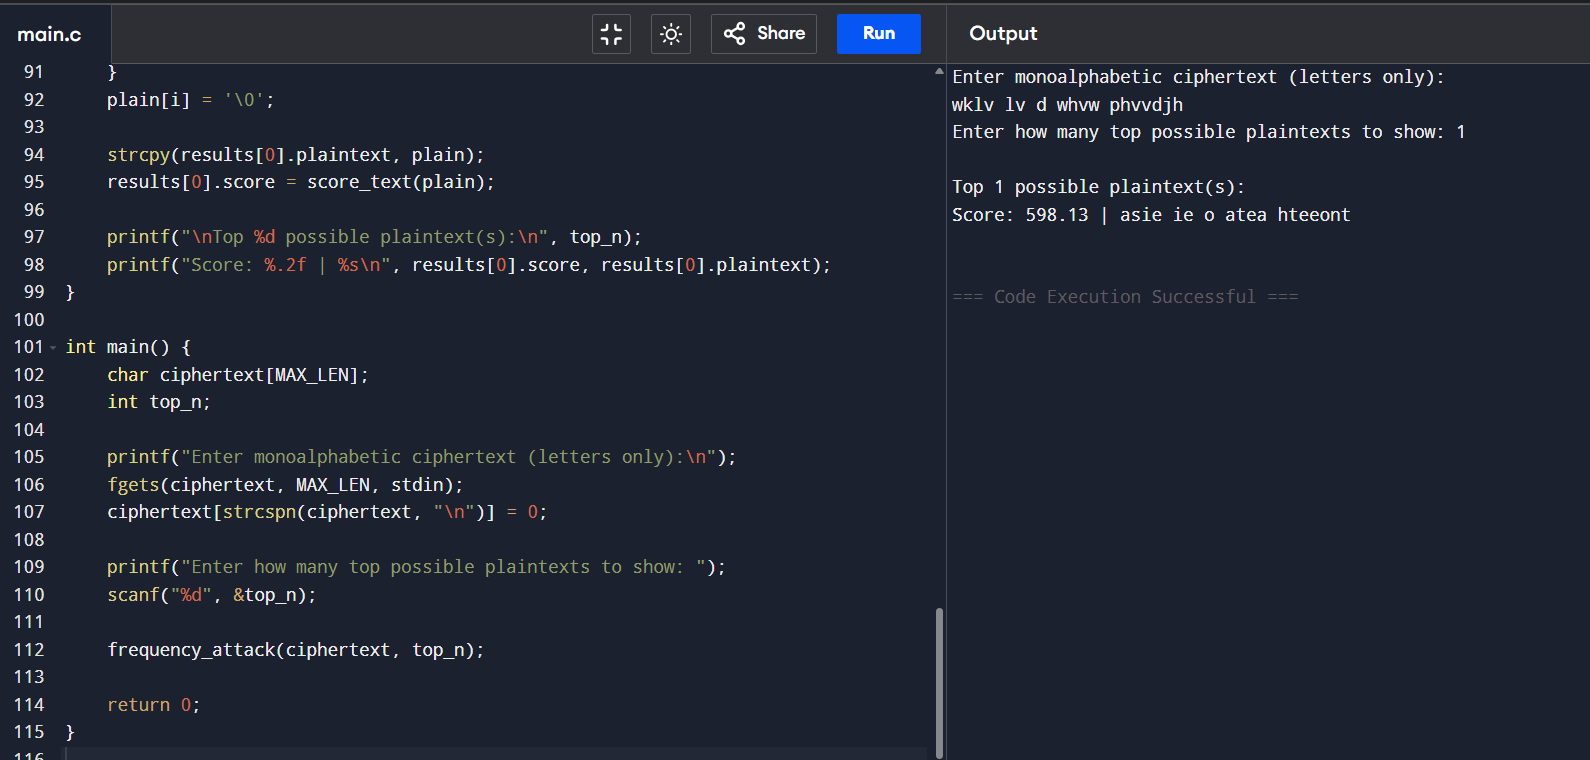 main.c
Share
Run
Output
91 }
92 plain[i] = '\0';
93
94 strcpy(results[0].plaintext, plain);
95 results[0].score = score_text(plain);
96
97 printf("\nTop %d possible plaintext(s):\n", top_n);
98 printf("Score: %.2f | %s\n", results[0].score, results[0].plaintext);
99 }
100
101 int main() {
102 char ciphertext[MAX_LEN];
103 int top_n;
104
105 printf("Enter monoalphabetic ciphertext (letters only):\n");
106 fgets(ciphertext, MAX_LEN, stdin);
107 ciphertext[strcspn(ciphertext, "\n")] = 0;
108
109 printf("Enter how many top possible plaintexts to show: ");
110 scanf("%d", &top_n);
111
112 frequency_attack(ciphertext, top_n);
113
114 return 0;
115 }
116
Enter monoalphabetic ciphertext (letters only):
wklv lv d whvw phvvdjh
Enter how many top possible plaintexts to show: 1
Top 1 possible plaintext(s):
Score: 598.13 | asie ie o atea hteeont
=== Code Execution Successful ===